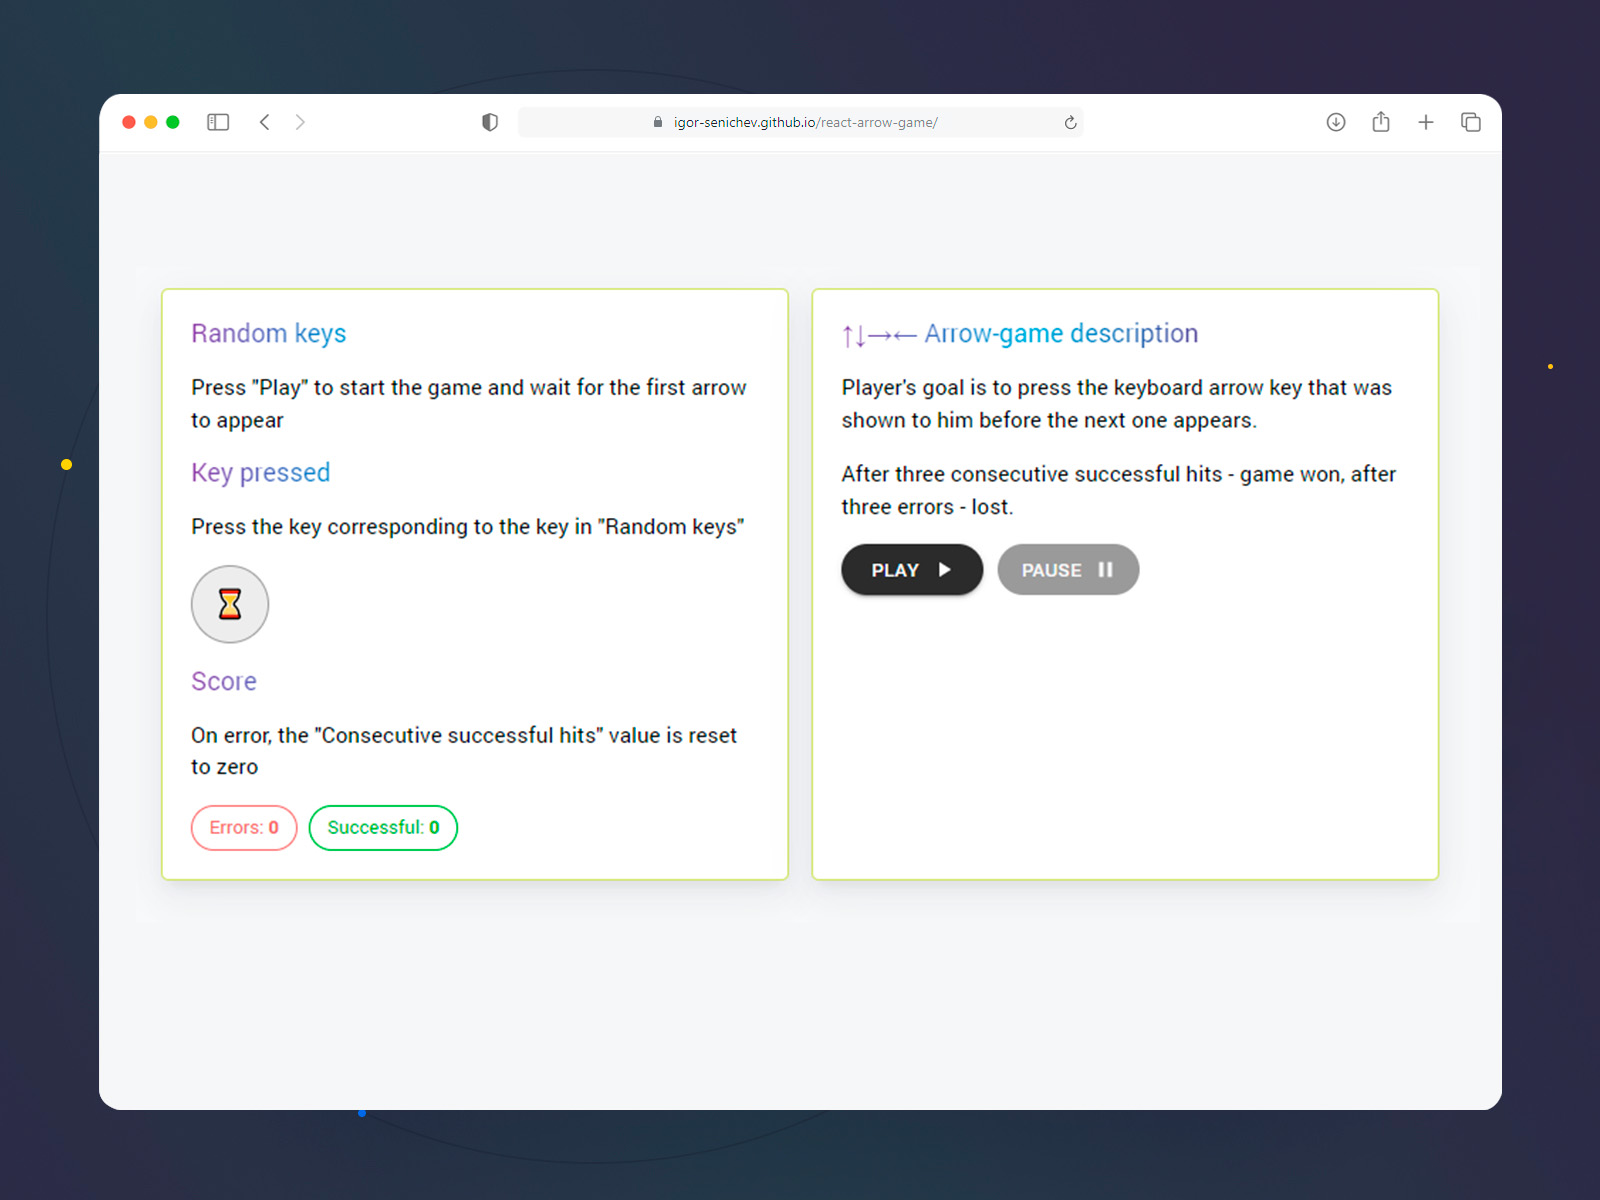 igor-senichev.github.io/react-arrow-game/
Random keys
Press "Play" to start the game and wait for the first arrow
to appear
Key pressed
Press the key corresponding to the key in "Random keys"
Score
On error, the "Consecutive successful hits" value is reset
to zero
Errors: 0 Successful: 0
↑↓→← Arrow-game description
Player's goal is to press the keyboard arrow key that was
shown to him before the next one appears.
After three consecutive successful hits - game won, after
three errors - lost.
PLAY PAUSE